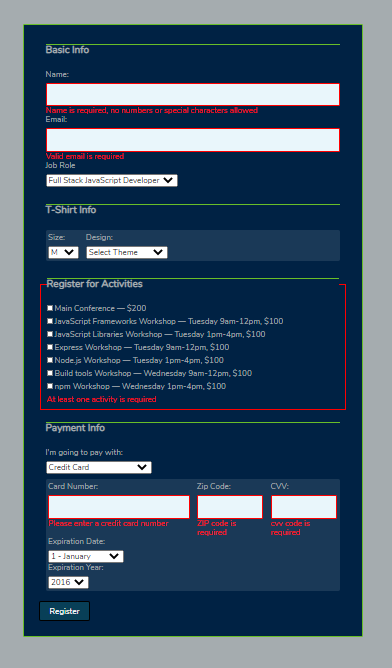 Basic Info
Name:
Name is required, no numbers or special characters allowed
Email:
Valid email is required
Job Role
Full Stack JavaScript Developer
T-Shirt Info
Size: Design:
M Select Theme
Register for Activities
Main Conference — $200
JavaScript Frameworks Workshop — Tuesday 9am-12pm, $100
JavaScript Libraries Workshop — Tuesday 1pm-4pm, $100
Express Workshop — Tuesday 9am-12pm, $100
Node.js Workshop — Tuesday 1pm-4pm, $100
Build tools Workshop — Wednesday 9am-12pm, $100
npm Workshop — Wednesday 1pm-4pm, $100
At least one activity is required
Payment Info
I'm going to pay with:
Credit Card
Card Number: Zip Code: CVV:
Please enter a credit card number ZIP code is cvv code is
required required
Expiration Date:
1 - January
Expiration Year:
2016
Register